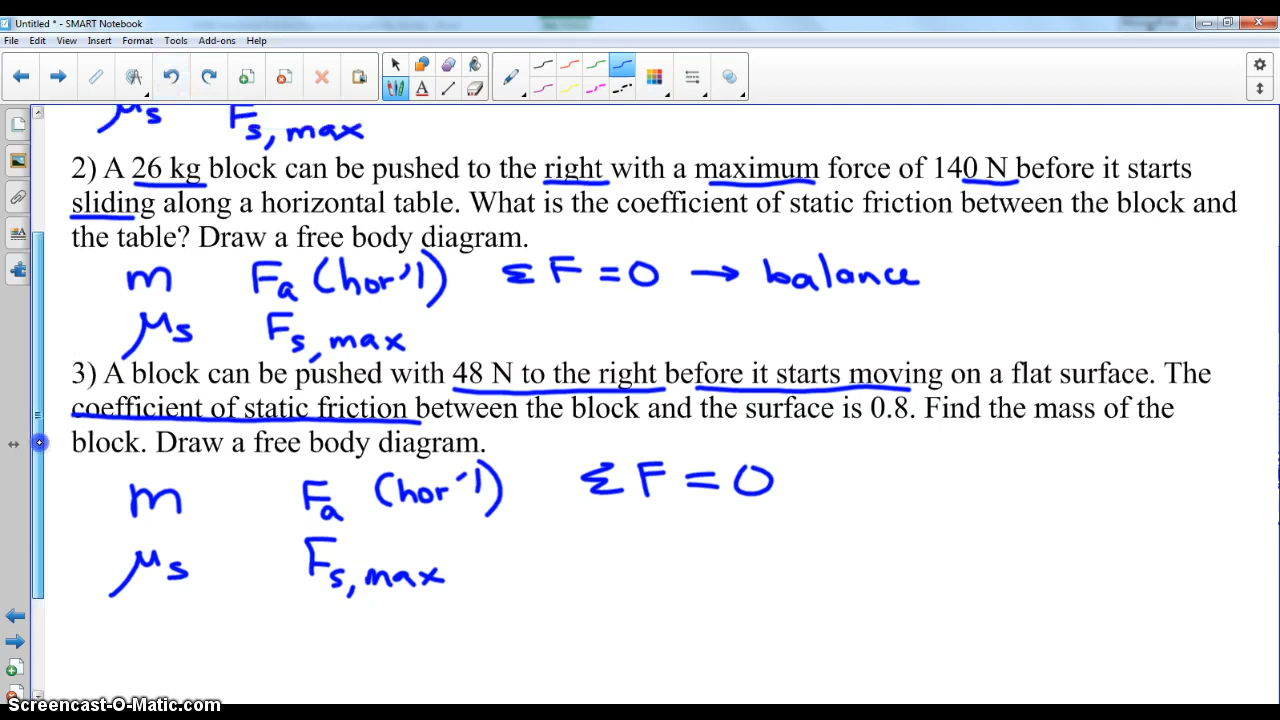 Untitled * - SMART Notebook
File Edit View Insert Format Tools Add-ons Help
μs Fs, max
2) A 26 kg block can be pushed to the right with a maximum force of 140 N before it starts
sliding along a horizontal table. What is the coefficient of static friction between the block and
the table? Draw a free body diagram.
m Fa (hor'l) ΣF = 0 → balance
μs Fs, max
3) A block can be pushed with 48 N to the right before it starts moving on a flat surface. The
coefficient of static friction between the block and the surface is 0.8. Find the mass of the
block. Draw a free body diagram.
m Fa (hor'l) ΣF = 0
μs Fs, max
Screencast-O-Matic.com